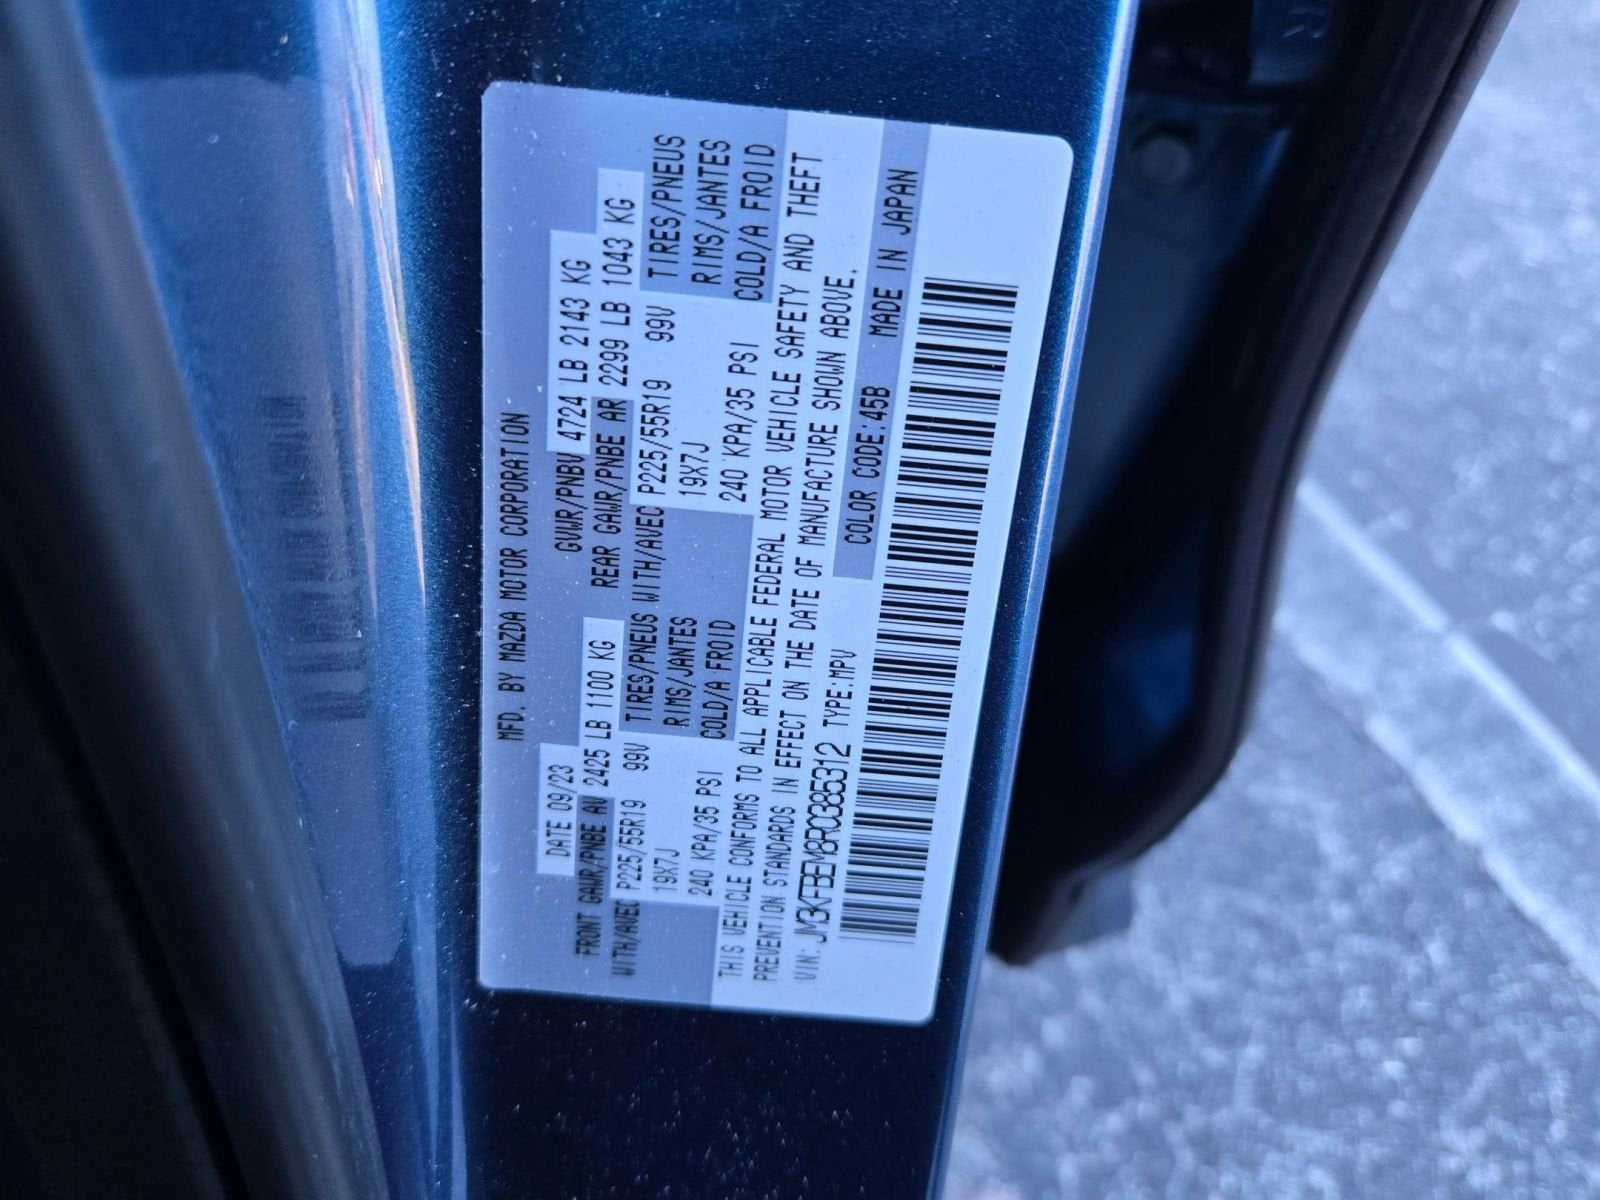 MFD. BY MAZDA MOTOR CORPORATION
DATE 09/23 GVWR/PNBV 4724 LB 2143 KG
FRONT GAWR/PNBE AV 2425 LB 1100 KG REAR GAWR/PNBE AR 2299 LB 1043 KG
WITH/AVEC P225/55R19 99V TIRES/PNEUS WITH/AVEC P225/55R19 99V TIRES/PNEUS
19X7J RIMS/JANTES 19X7J RIMS/JANTES
240 KPA/35 PSI COLD/A FROID 240 KPA/35 PSI COLD/A FROID
THIS VEHICLE CONFORMS TO ALL APPLICABLE FEDERAL MOTOR VEHICLE SAFETY AND THEFT
PREVENTION STANDARDS IN EFFECT ON THE DATE OF MANUFACTURE SHOWN ABOVE.
VIN: JM3KFBEM8R0385312 TYPE:MPV COLOR CODE:45B MADE IN JAPAN